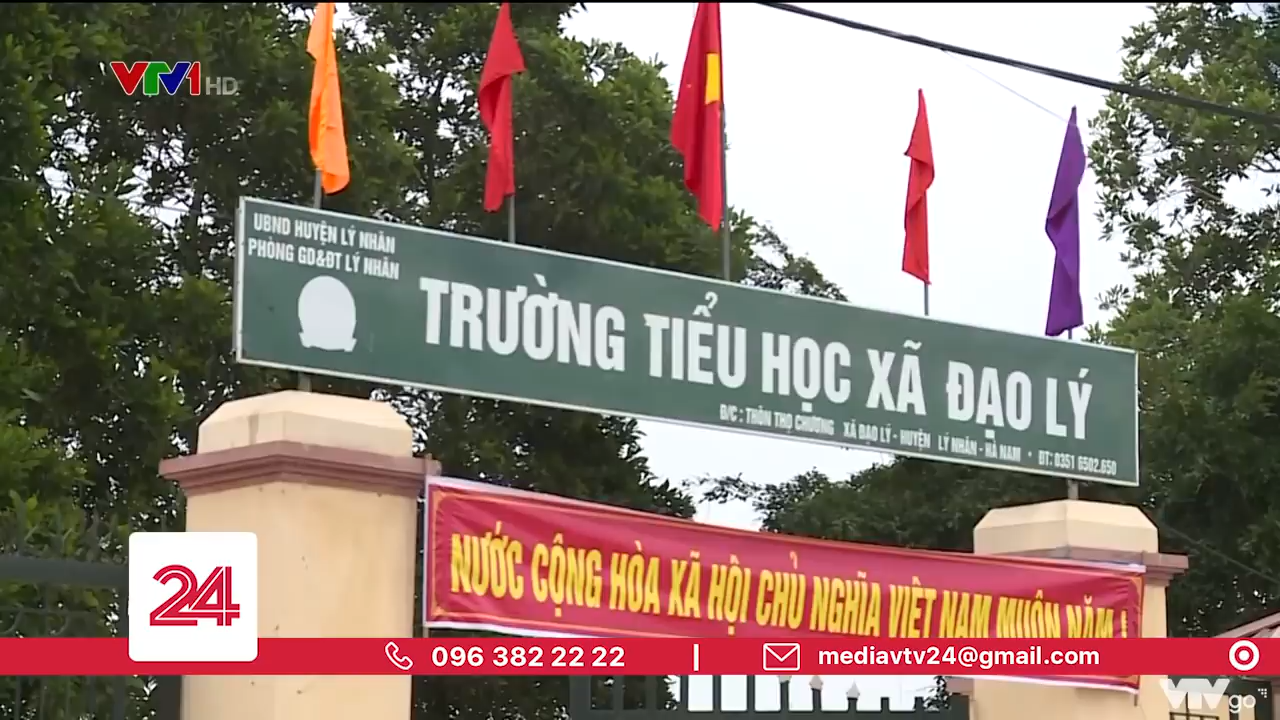 VTV1 HD
UBND HUYỆN LÝ NHÂN
PHÒNG GD&ĐT LÝ NHÂN
TRƯỜNG TIỂU HỌC XÃ ĐẠO LÝ
Đ/C : THÔN THỌ CHƯƠNG XÃ ĐẠO LÝ - HUYỆN LÝ NHÂN - HÀ NAM * ĐT: 0351 6502.650
NƯỚC CỘNG HÒA XÃ HỘI CHỦ NGHĨA VIỆT NAM MUÔN NĂM !
24
096 382 22 22 | mediavtv24@gmail.com
VTV go